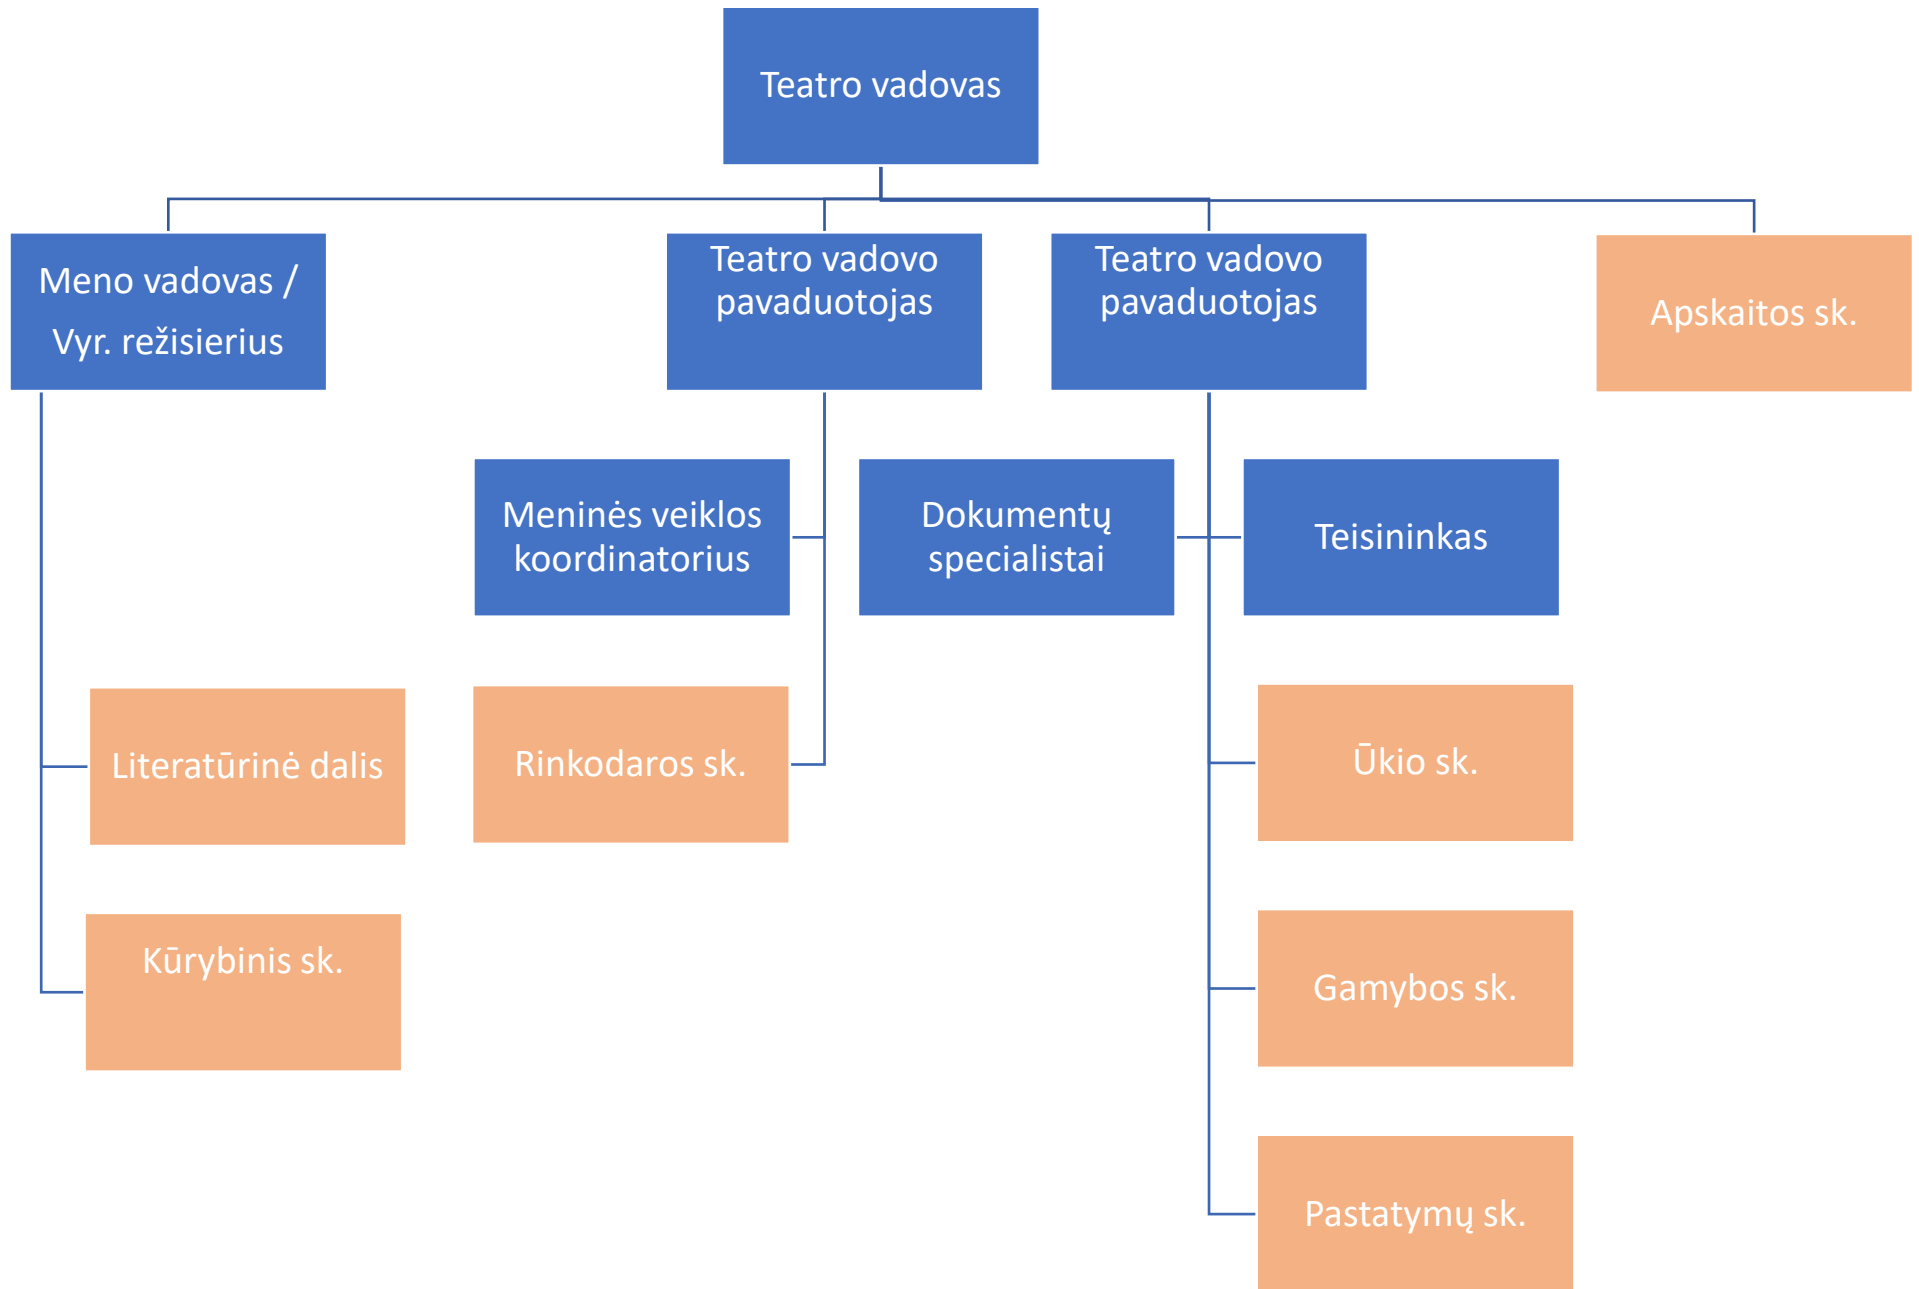 Teatro vadovas
Meno vadovas /
Vyr. režisierius
Teatro vadovo
pavaduotojas
Teatro vadovo
pavaduotojas
Apskaitos sk.
Meninės veiklos
koordinatorius
Dokumentų
specialistai
Teisininkas
Literatūrinė dalis
Rinkodaros sk.
Ūkio sk.
Kūrybinis sk.
Gamybos sk.
Pastatymų sk.